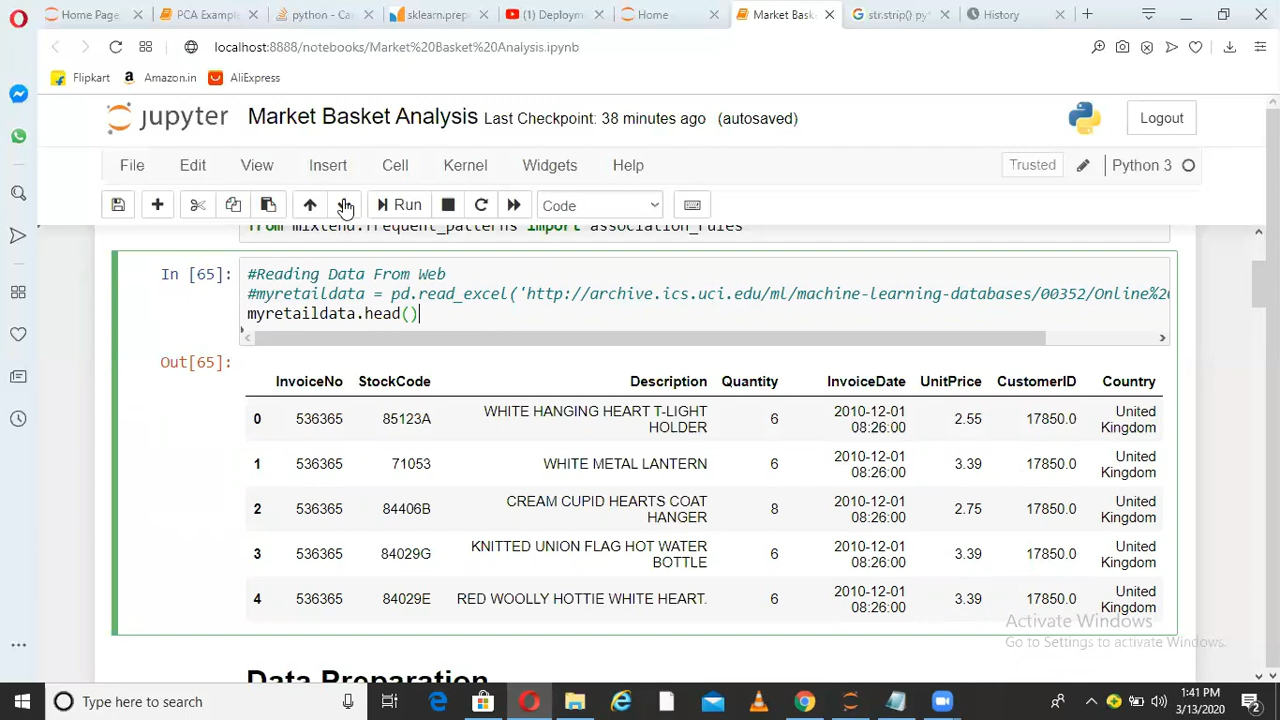 Home Page
PCA Example
python - Ca
sklearn.prep
(1) Deploym
Home
Market Bask
str.strip() py
History
localhost:8888/notebooks/Market%20Basket%20Analysis.ipynb
Flipkart
Amazon.in
AliExpress
jupyter Market Basket Analysis Last Checkpoint: 38 minutes ago (autosaved)
Logout
File Edit View Insert Cell Kernel Widgets Help
Trusted
Python 3
Run
Code
from mlxtend.frequent_patterns import association_rules
In [65]:
#Reading Data From Web
#myretaildata = pd.read_excel('http://archive.ics.uci.edu/ml/machine-learning-databases/00352/Online%2
myretaildata.head()
Out[65]:
InvoiceNo StockCode Description Quantity InvoiceDate UnitPrice CustomerID Country
0 536365 85123A WHITE HANGING HEART T-LIGHT HOLDER 6 2010-12-01 08:26:00 2.55 17850.0 United Kingdom
1 536365 71053 WHITE METAL LANTERN 6 2010-12-01 08:26:00 3.39 17850.0 United Kingdom
2 536365 84406B CREAM CUPID HEARTS COAT HANGER 8 2010-12-01 08:26:00 2.75 17850.0 United Kingdom
3 536365 84029G KNITTED UNION FLAG HOT WATER BOTTLE 6 2010-12-01 08:26:00 3.39 17850.0 United Kingdom
4 536365 84029E RED WOOLLY HOTTIE WHITE HEART. 6 2010-12-01 08:26:00 3.39 17850.0 United Kingdom
Activate Windows
Go to Settings to activate Windows.
Data Preparation
Type here to search
1:41 PM
3/13/2020
2